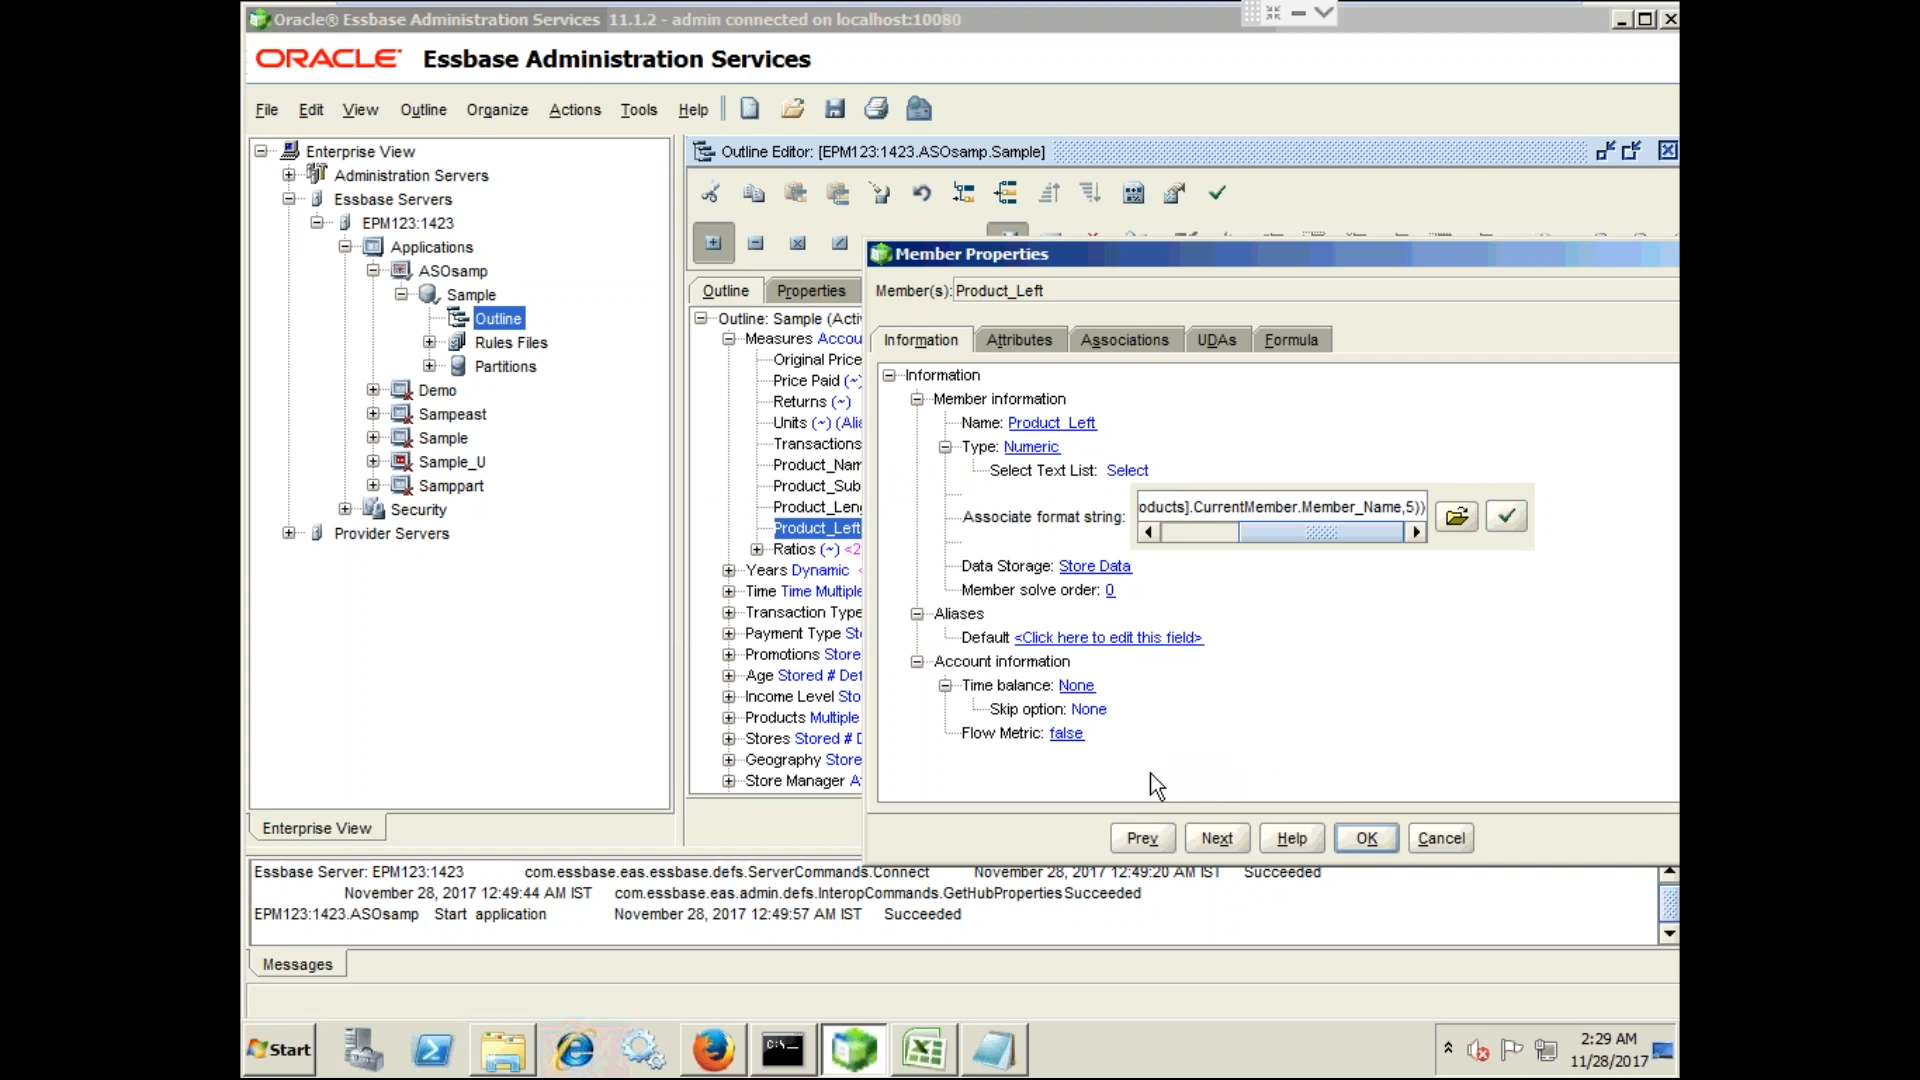 Oracle® Essbase Administration Services 11.1.2 - admin connected on localhost:10080
ORACLE® Essbase Administration Services
File Edit View Outline Organize Actions Tools Help
Enterprise View
Administration Servers
Essbase Servers
EPM123:1423
Applications
ASOsamp
Sample
Outline
Rules Files
Partitions
Demo
Sampeast
Sample
Sample_U
Samppart
Security
Provider Servers
Enterprise View
Outline Editor: [EPM123:1423.ASOsamp.Sample]
Outline Properties
Outline: Sample (Acti
Measures Accou
Original Price
Price Paid (~)
Returns (~)
Units (~) (Alia
Transactions
Product_Nam
Product_Sub
Product_Len
Product_Left
Ratios (~) <2
Years Dynamic <
Time Time Multiple
Transaction Type
Payment Type Sto
Promotions Store
Age Stored # Def
Income Level Sto
Products Multiple
Stores Stored # D
Geography Store
Store Manager A
Member Properties
Member(s): Product_Left
Information Attributes Associations UDAs Formula
Information
Member information
Name: Product_Left
Type: Numeric
Select Text List: Select
Associate format string: oducts].CurrentMember.Member_Name,5))
Data Storage: Store Data
Member solve order: 0
Aliases
Default <Click here to edit this field>
Account information
Time balance: None
Skip option: None
Flow Metric: false
Prev Next Help OK Cancel
Essbase Server: EPM123:1423 com.essbase.eas.essbase.defs.ServerCommands.Connect November 28, 2017 12:49:20 AM IST Succeeded
November 28, 2017 12:49:44 AM IST com.essbase.eas.admin.defs.InteropCommands.GetHubProperties Succeeded
EPM123:1423.ASOsamp Start application November 28, 2017 12:49:57 AM IST Succeeded
Messages
Start
2:29 AM
11/28/2017